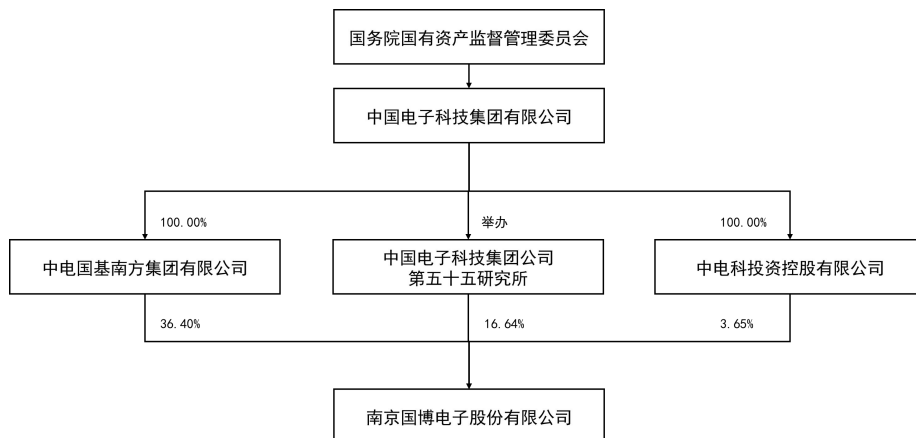 国务院国有资产监督管理委员会
中国电子科技集团有限公司
100.00%
举办
100.00%
中电国基南方集团有限公司
中国电子科技集团公司
第五十五研究所
中电科投资控股有限公司
36.40%
16.64%
3.65%
南京国博电子股份有限公司